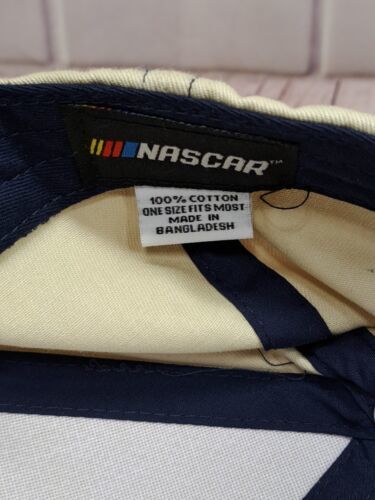 NASCAR™
100% COTTON
ONE SIZE FITS MOST
MADE IN
BANGLADESH